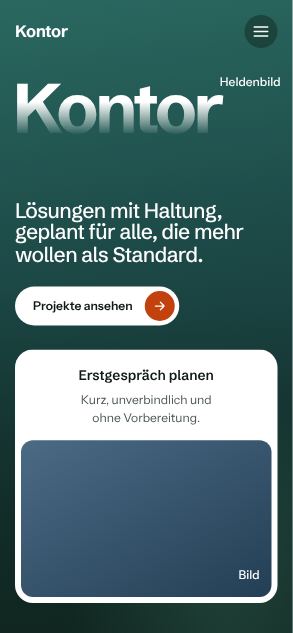 Kontor
Heldenbild
Kontor
Lösungen mit Haltung,
geplant für alle, die mehr
wollen als Standard.
Projekte ansehen
Erstgespräch planen
Kurz, unverbindlich und
ohne Vorbereitung.
Bild